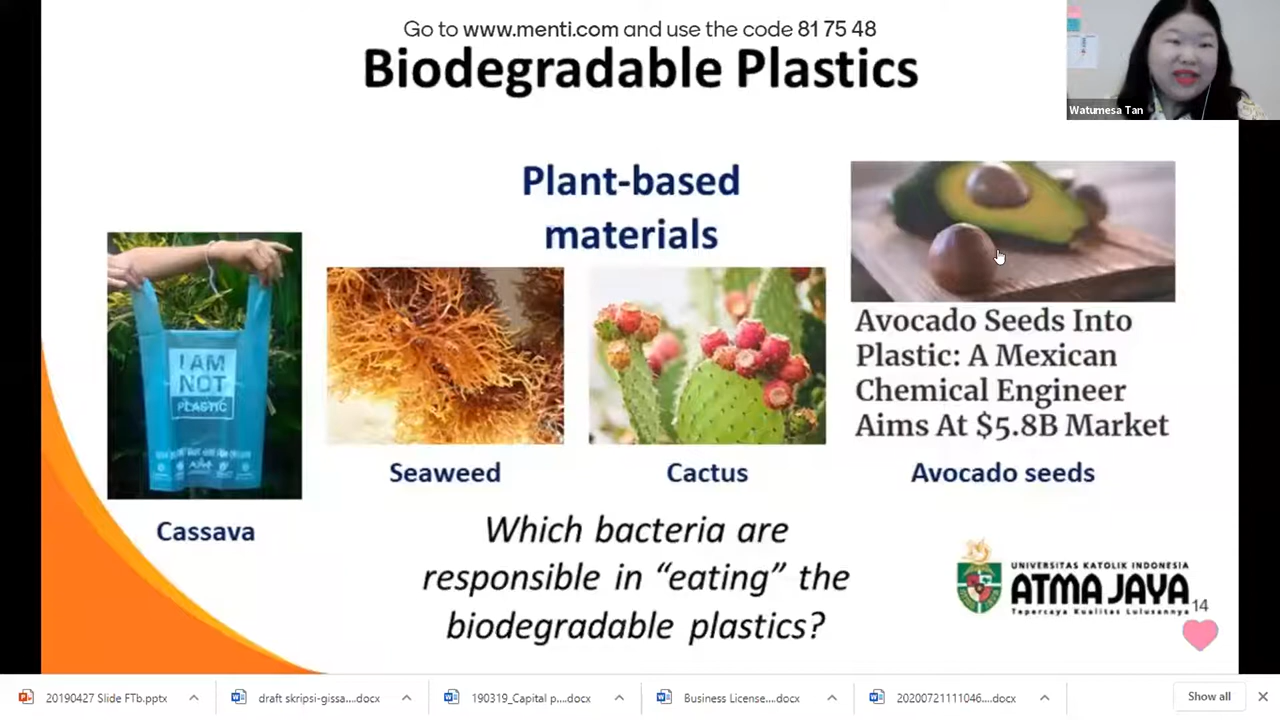 Go to www.menti.com and use the code 81 75 48
Biodegradable Plastics
Watumesa Tan
Plant-based
materials
I AM
NOT
PLASTIC
Avocado Seeds Into
Plastic: A Mexican
Chemical Engineer
Aims At $5.8B Market
Cassava
Seaweed
Cactus
Avocado seeds
Which bacteria are
responsible in “eating” the
biodegradable plastics?
UNIVERSITAS KATOLIK INDONESIA
ATMA JAYA
Tepercaya Kualitas Lulusannya
14
20190427 Slide FTb.pptx
draft skripsi-gissa....docx
190319_Capital p....docx
Business License....docx
20200721111046....docx
Show all